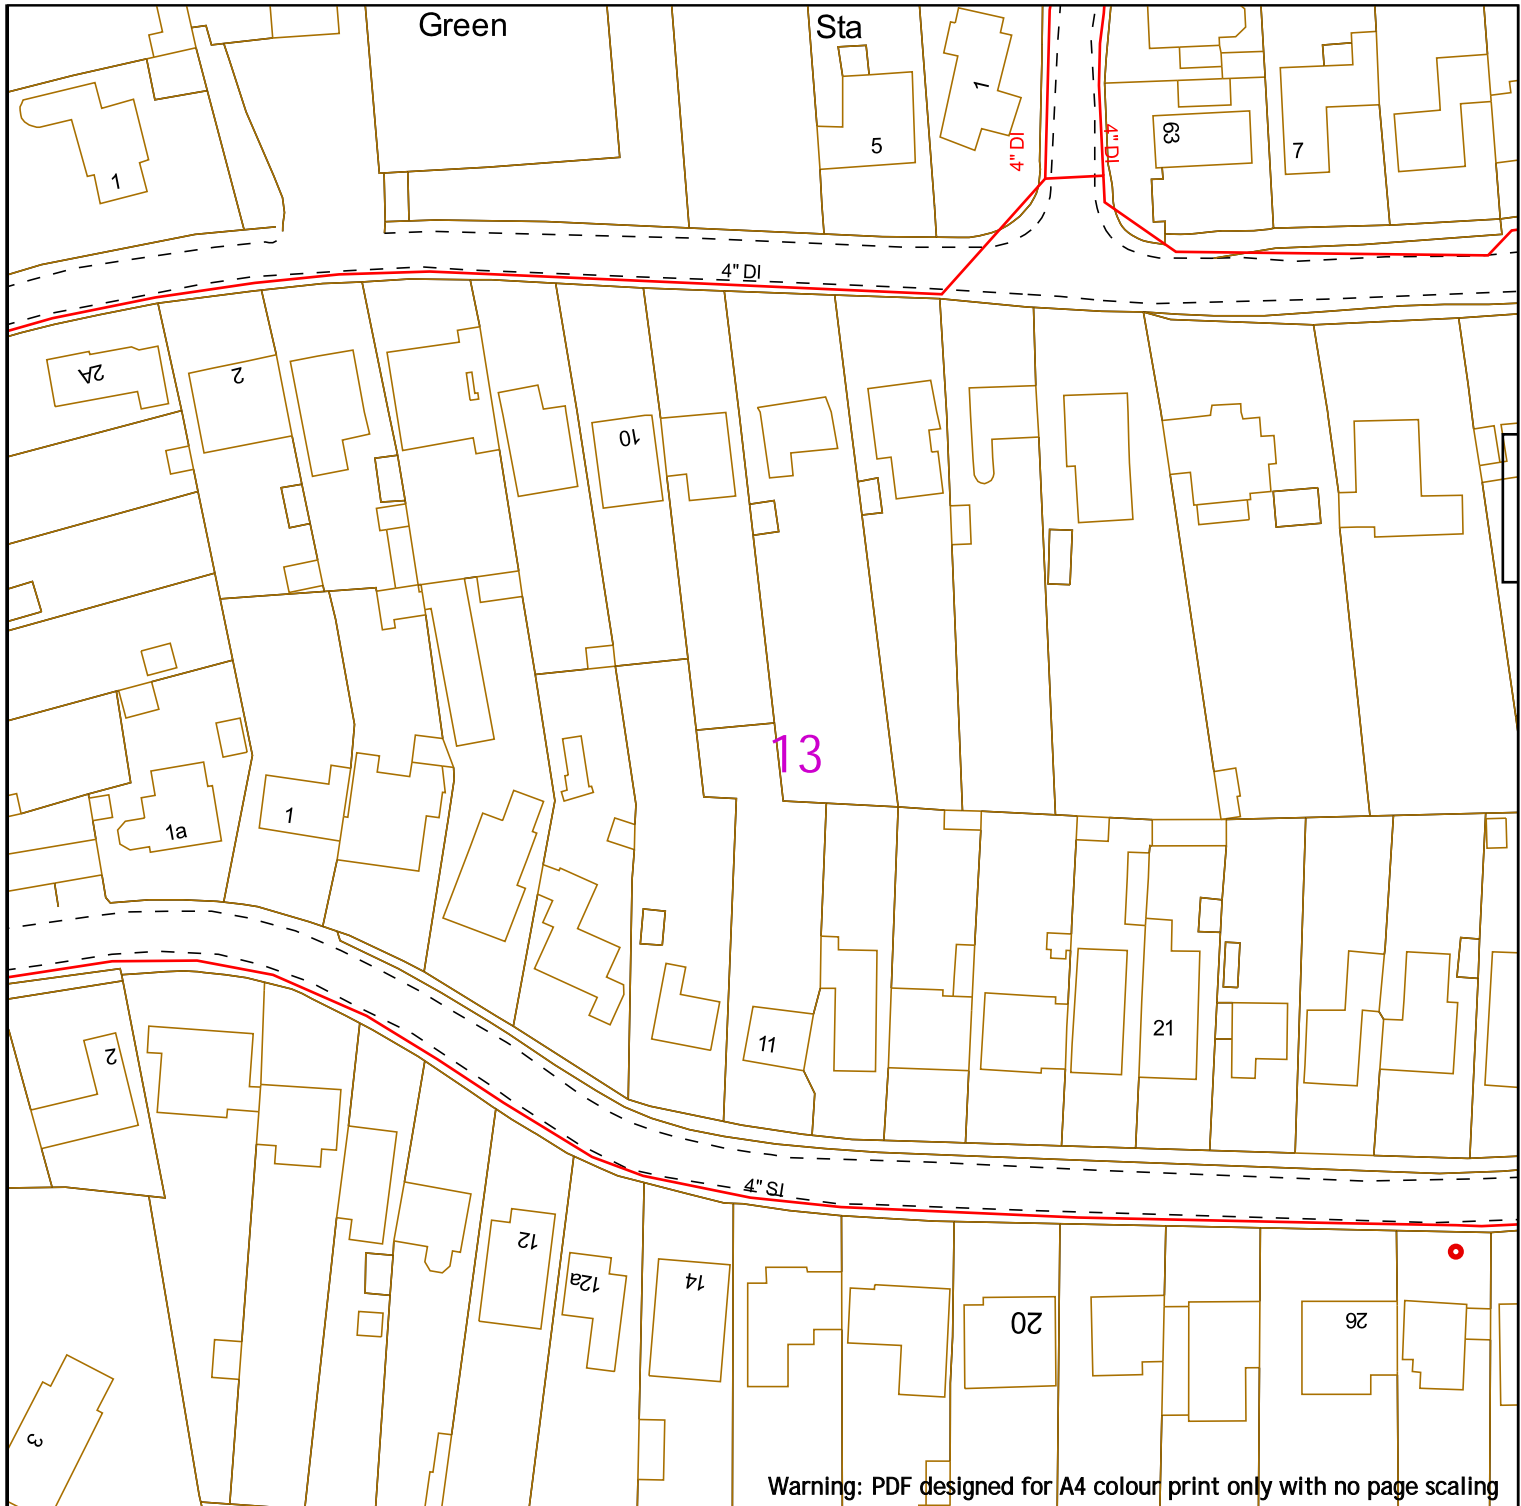 Green
Sta
1
1
5
63
7
4" DI
4" DI
4" DI
2A
2
10
13
1a
1
11
21
2
4" SI
12
12a
14
20
26
3
Warning: PDF designed for A4 colour print only with no page scaling